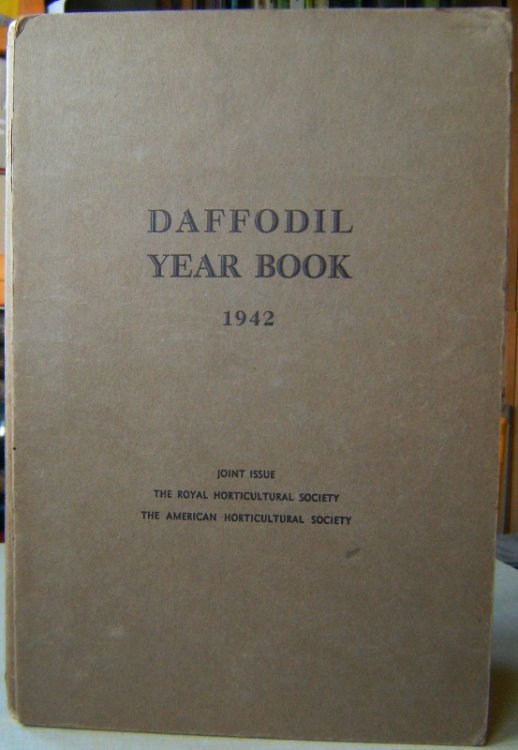 DAFFODIL
YEAR BOOK
1942
JOINT ISSUE
THE ROYAL HORTICULTURAL SOCIETY
THE AMERICAN HORTICULTURAL SOCIETY